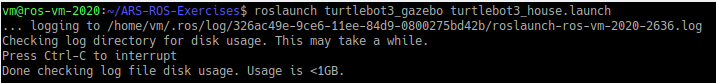 vm@ros-vm-2020:~/ARS-ROS-Exercises$ roslaunch turtlebot3_gazebo turtlebot3_house.launch
... logging to /home/vm/.ros/log/326ac49e-9ce6-11ee-84d9-0800275bd42b/roslaunch-ros-vm-2020-2636.log
Checking log directory for disk usage. This may take a while.
Press Ctrl-C to interrupt
Done checking log file disk usage. Usage is <1GB.